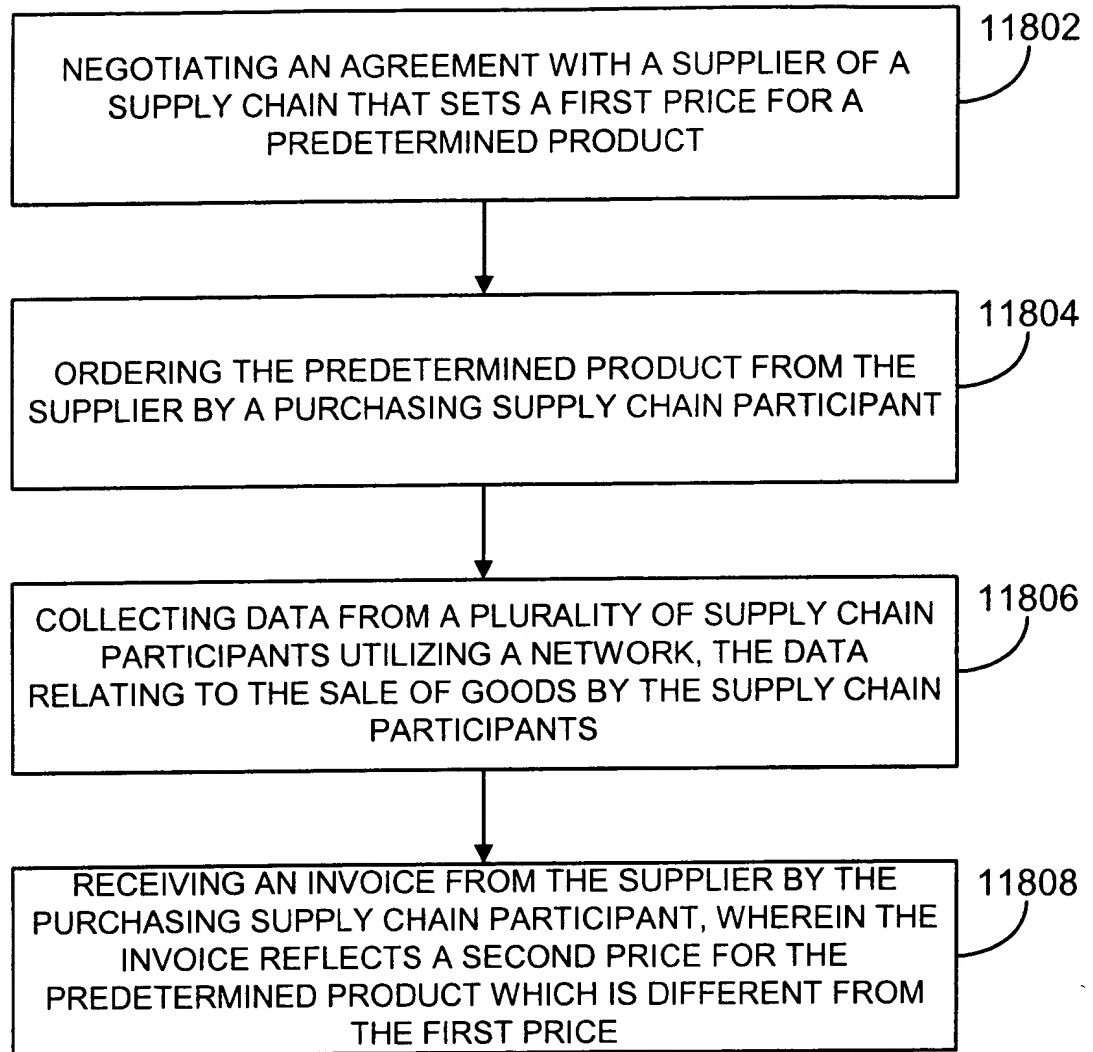 11802
NEGOTIATING AN AGREEMENT WITH A SUPPLIER OF A
SUPPLY CHAIN THAT SETS A FIRST PRICE FOR A
PREDETERMINED PRODUCT
11804
ORDERING THE PREDETERMINED PRODUCT FROM THE
SUPPLIER BY A PURCHASING SUPPLY CHAIN PARTICIPANT
11806
COLLECTING DATA FROM A PLURALITY OF SUPPLY CHAIN
PARTICIPANTS UTILIZING A NETWORK, THE DATA
RELATING TO THE SALE OF GOODS BY THE SUPPLY CHAIN
PARTICIPANTS
11808
RECEIVING AN INVOICE FROM THE SUPPLIER BY THE
PURCHASING SUPPLY CHAIN PARTICIPANT, WHEREIN THE
INVOICE REFLECTS A SECOND PRICE FOR THE
PREDETERMINED PRODUCT WHICH IS DIFFERENT FROM
THE FIRST PRICE